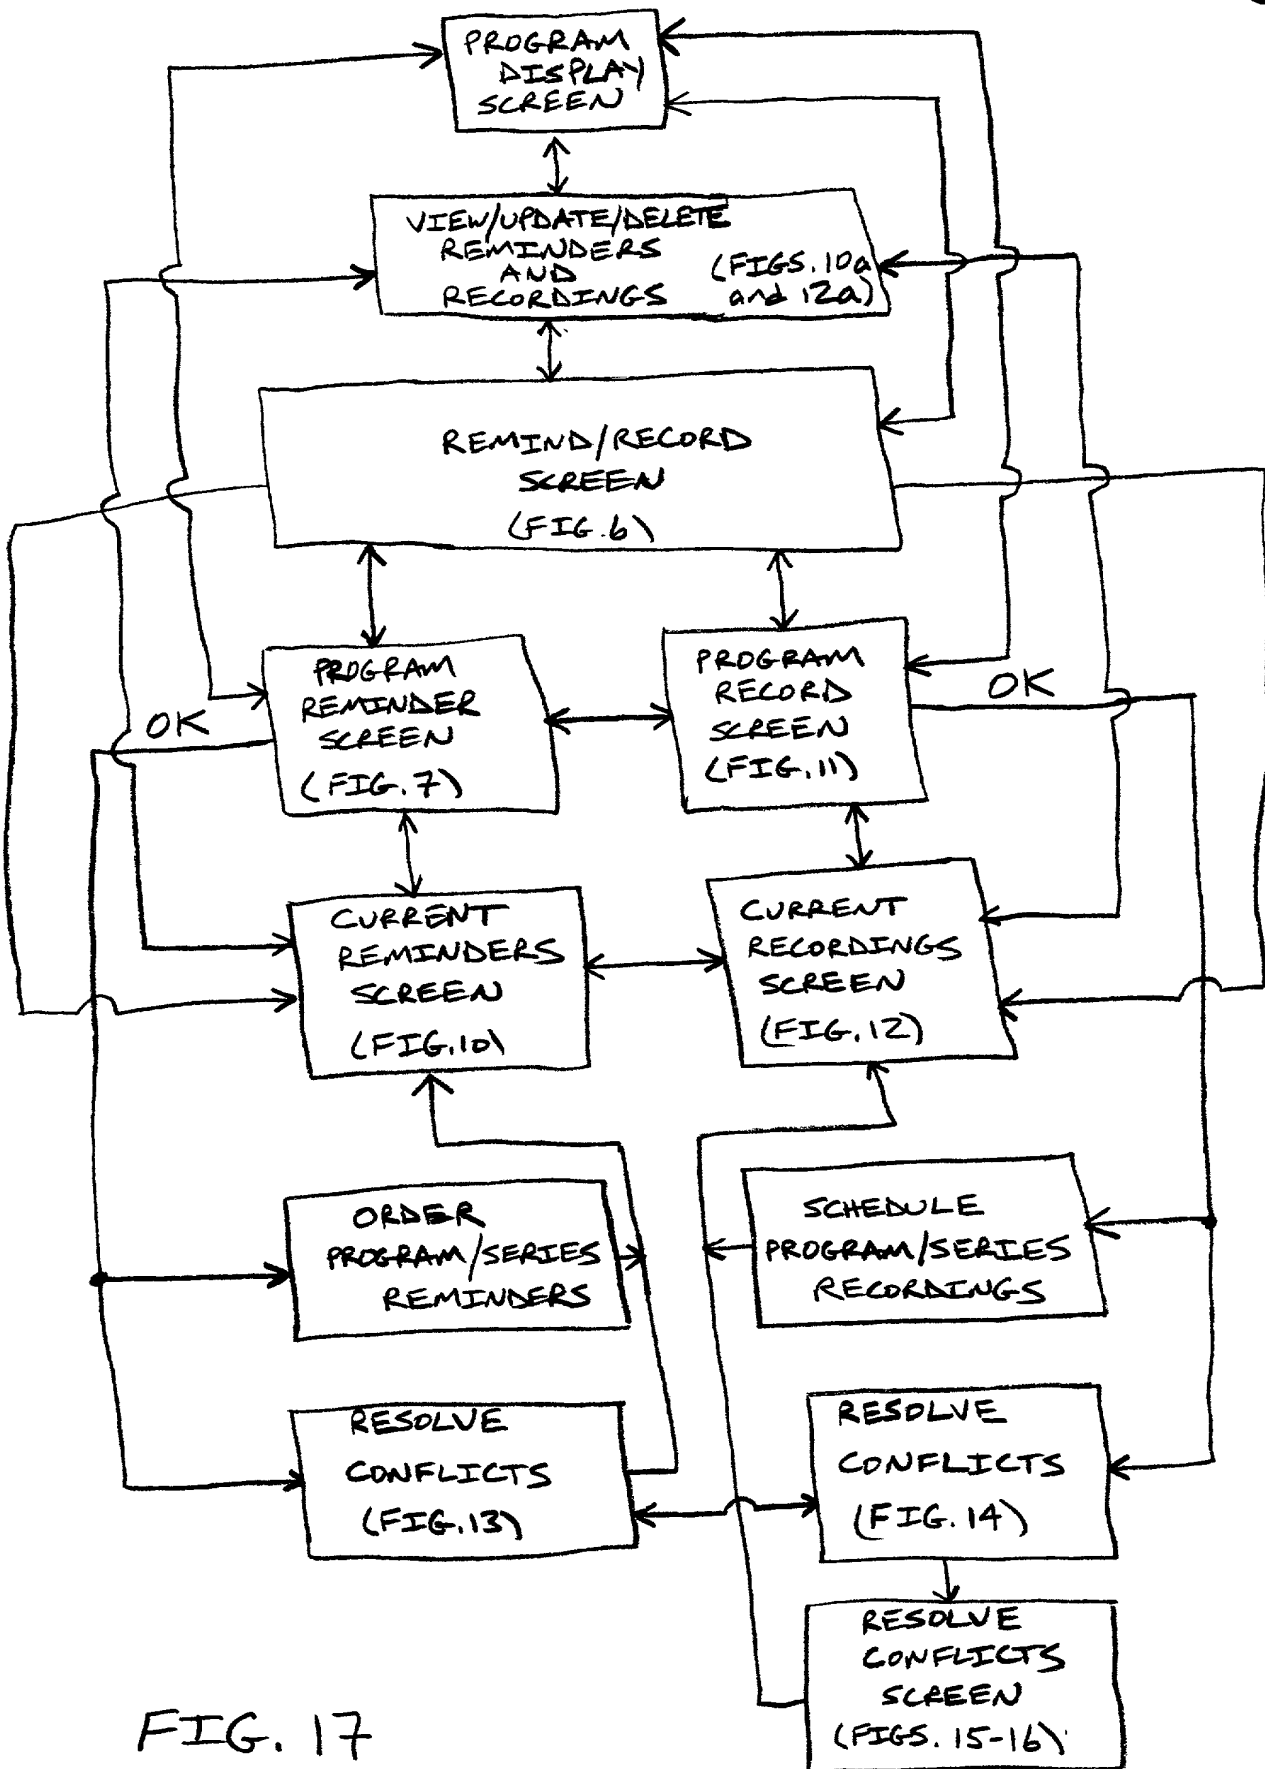 PROGRAM
DISPLAY
SCREEN
VIEW/UPDATE/DELETE
REMINDERS
AND
RECORDINGS
(FIGS. 10a
and 12a)
REMIND/RECORD
SCREEN
(FIG.6)
PROGRAM
REMINDER
SCREEN
(FIG. 7)
OK
PROGRAM
RECORD
SCREEN
(FIG. 11)
OK
CURRENT
REMINDERS
SCREEN
(FIG.10)
CURRENT
RECORDINGS
SCREEN
(FIG. 12)
ORDER
PROGRAM/SERIES
REMINDERS
SCHEDULE
PROGRAM/SERIES
RECORDINGS
RESOLVE
CONFLICTS
(FIG.13)
RESOLVE
CONFLICTS
(FIG. 14)
RESOLVE
CONFLICTS
SCREEN
(FIGS. 15-16)
FIG. 17